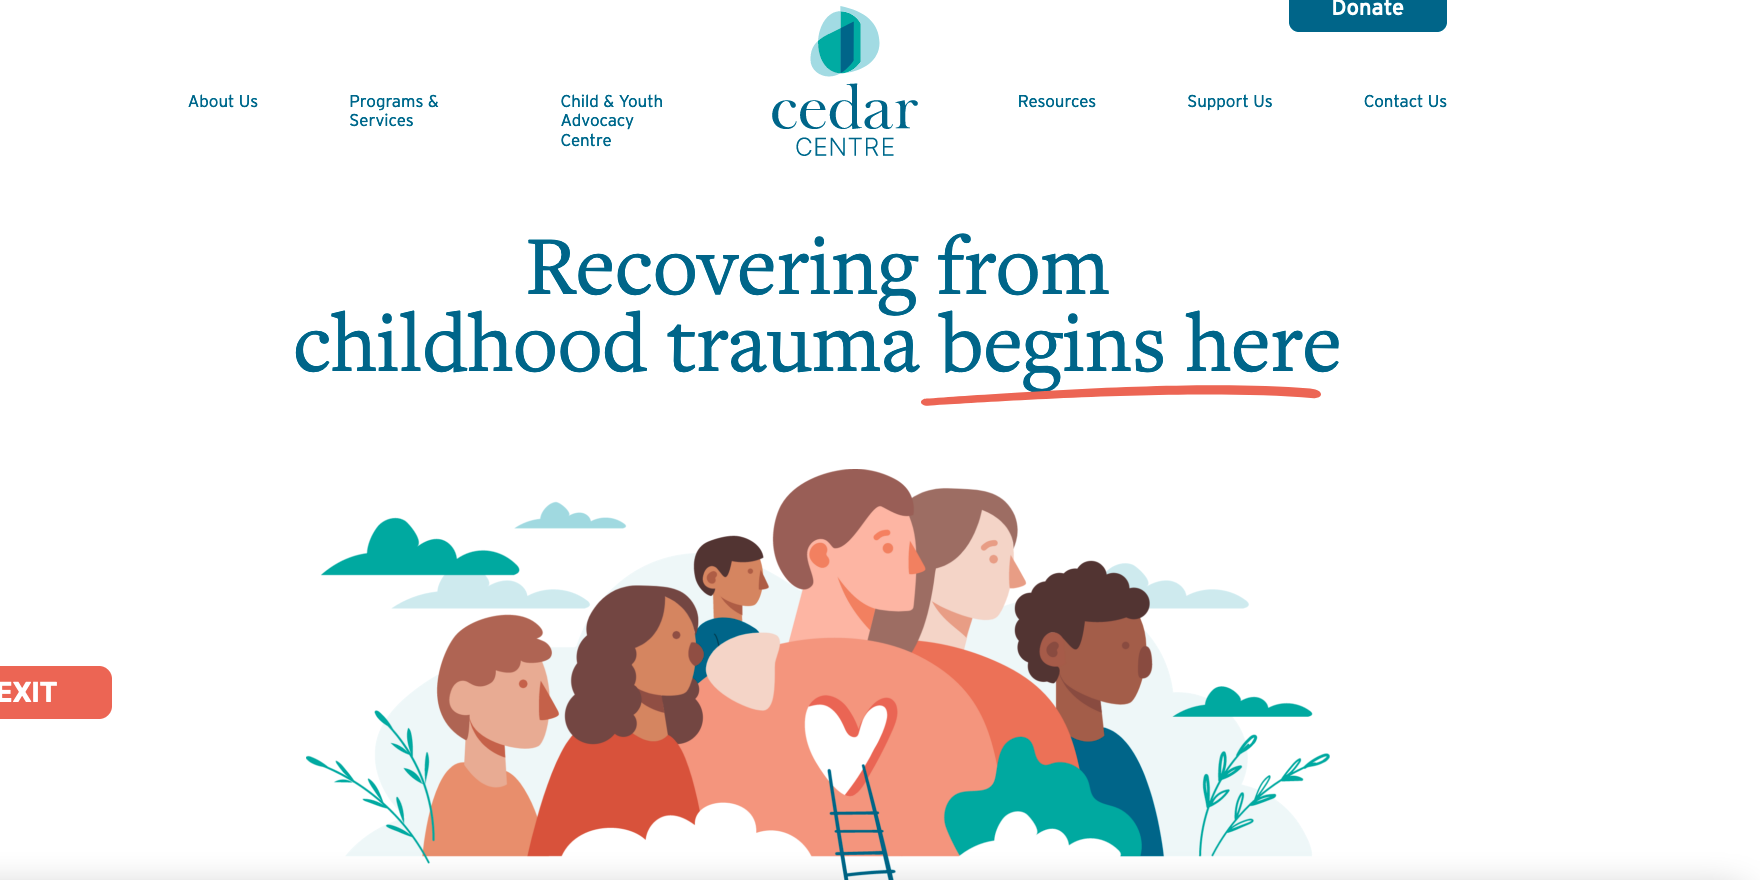 Donate
About Us
Programs &
Services
Child & Youth
Advocacy
Centre
cedar
CENTRE
Resources
Support Us
Contact Us
Recovering from
childhood trauma begins here
EXIT